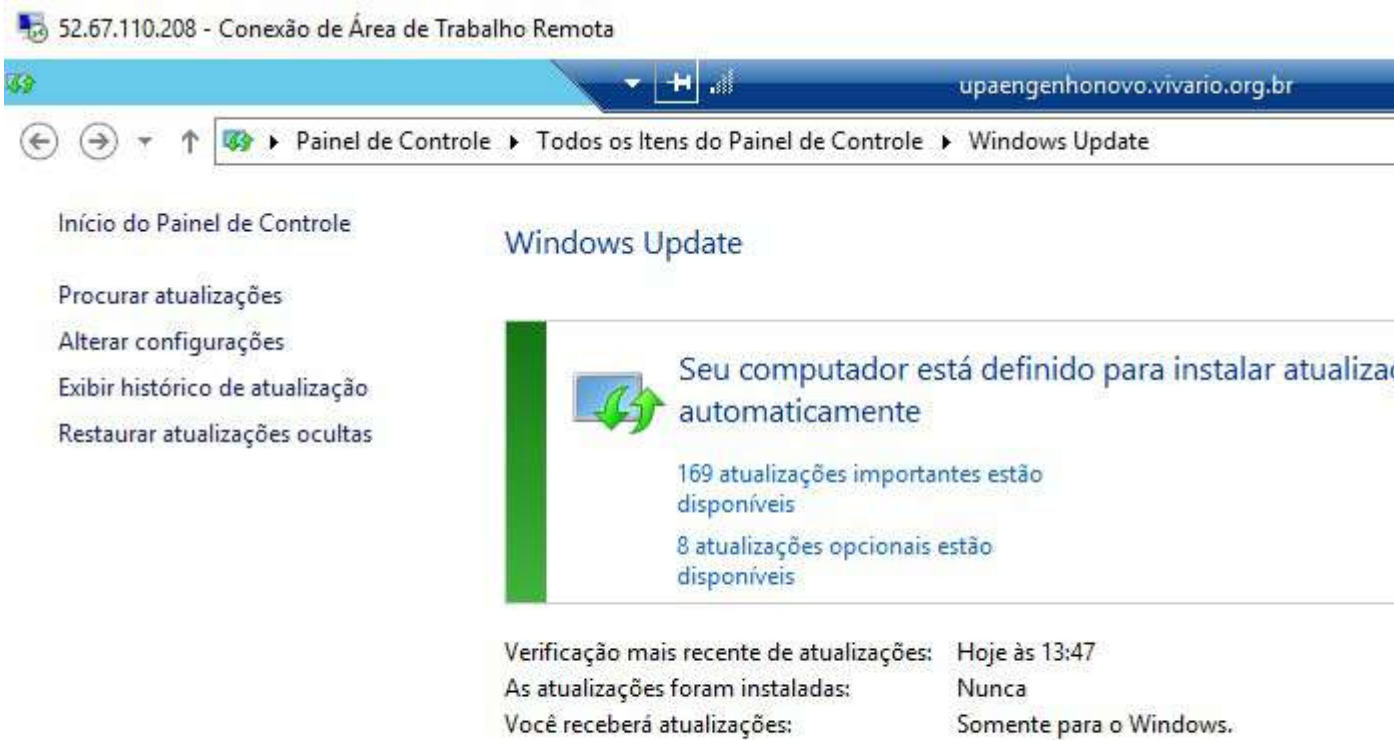 52.67.110.208 - Conexão de Área de Trabalho Remota
upaengenhonovo.vivario.org.br
Painel de Controle Todos os Itens do Painel de Controle Windows Update
Início do Painel de Controle
Procurar atualizações
Alterar configurações
Exibir histórico de atualização
Restaurar atualizações ocultas
Windows Update
Seu computador está definido para instalar
automaticamente
169 atualizações importantes estão
disponíveis
8 atualizações opcionais estão
disponíveis
Verificação mais recente de atualizações: Hoje às 13:47
As atualizações foram instaladas: Nunca
Você receberá atualizações: Somente para o Windows.